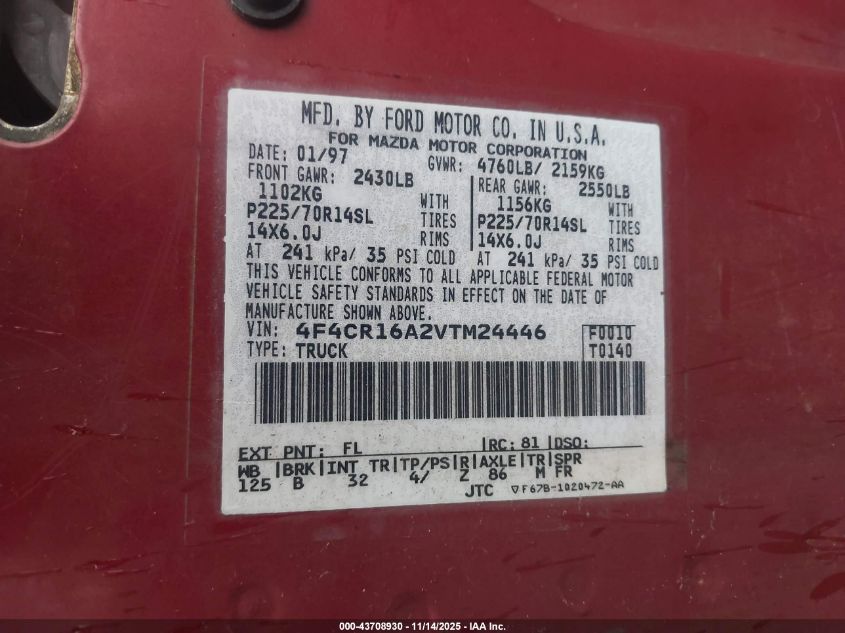 MFD. BY FORD MOTOR CO. IN U.S.A.
FOR MAZDA MOTOR CORPORATION
DATE: 01/97 GVWR: 4760LB/ 2159KG
FRONT GAWR: 2430LB REAR GAWR: 2550LB
1102KG WITH 1156KG WITH
P225/70R14SL TIRES P225/70R14SL TIRES
14X6.0J RIMS 14X6.0J RIMS
AT 241 kPa/ 35 PSI COLD AT 241 kPa/ 35 PSI COLD
THIS VEHICLE CONFORMS TO ALL APPLICABLE FEDERAL MOTOR
VEHICLE SAFETY STANDARDS IN EFFECT ON THE DATE OF
MANUFACTURE SHOWN ABOVE.
VIN: 4F4CR16A2VTM24446 F0010
TYPE: TRUCK T0140
EXT PNT: FL RC: 81 DSO:
WB BRK INT TR TP/PS R AXLE TR SPR
125 B 32 4/ Z 86 M FR
JTC F67B-1020472-AA
000-43708930 - 11/14/2025 - IAA Inc.